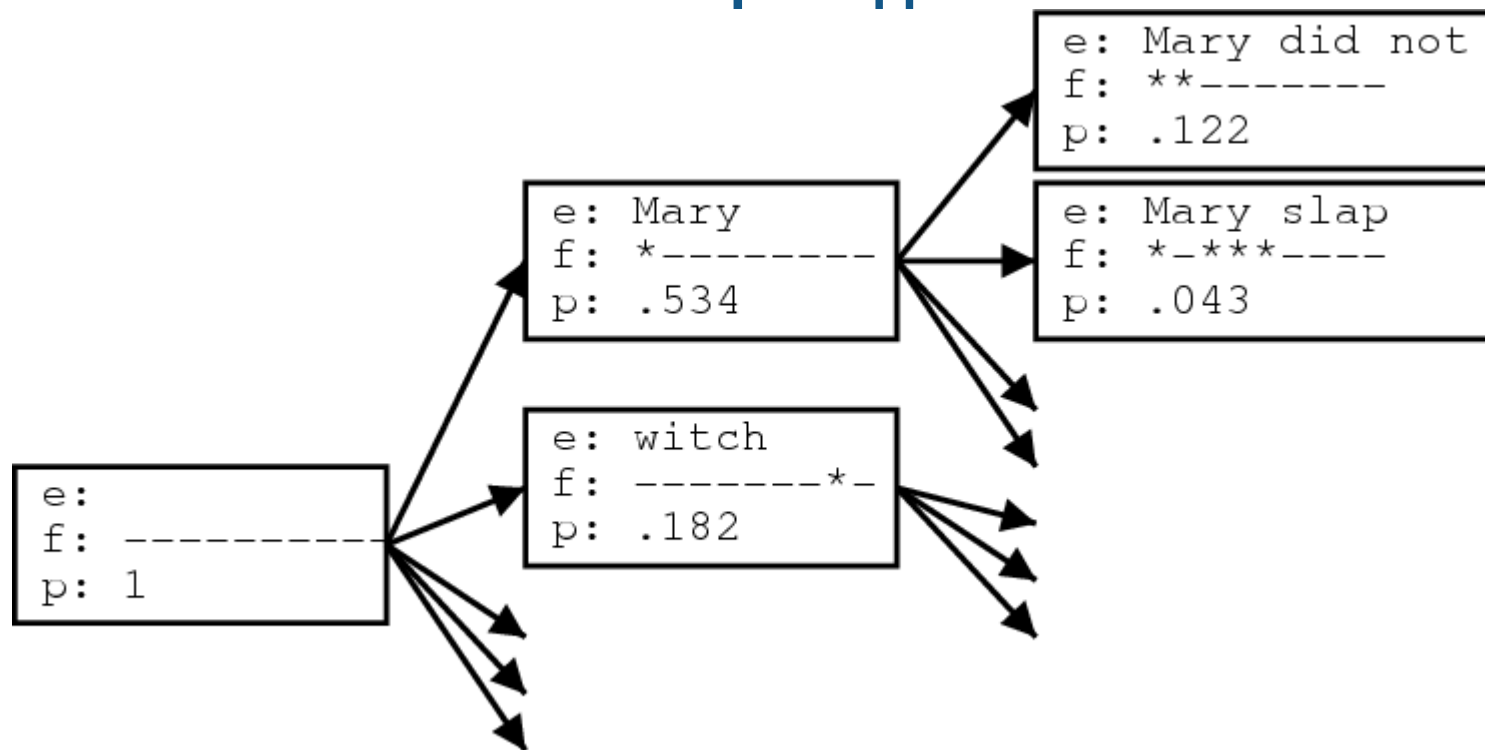 e: Mary did not
f: **-------
p: .122
e: Mary
f: *--------
p: .534
e: Mary slap
f: *-***----
p: .043
e: witch
f: -------*-
p: .182
e:
f: ----------
p: 1